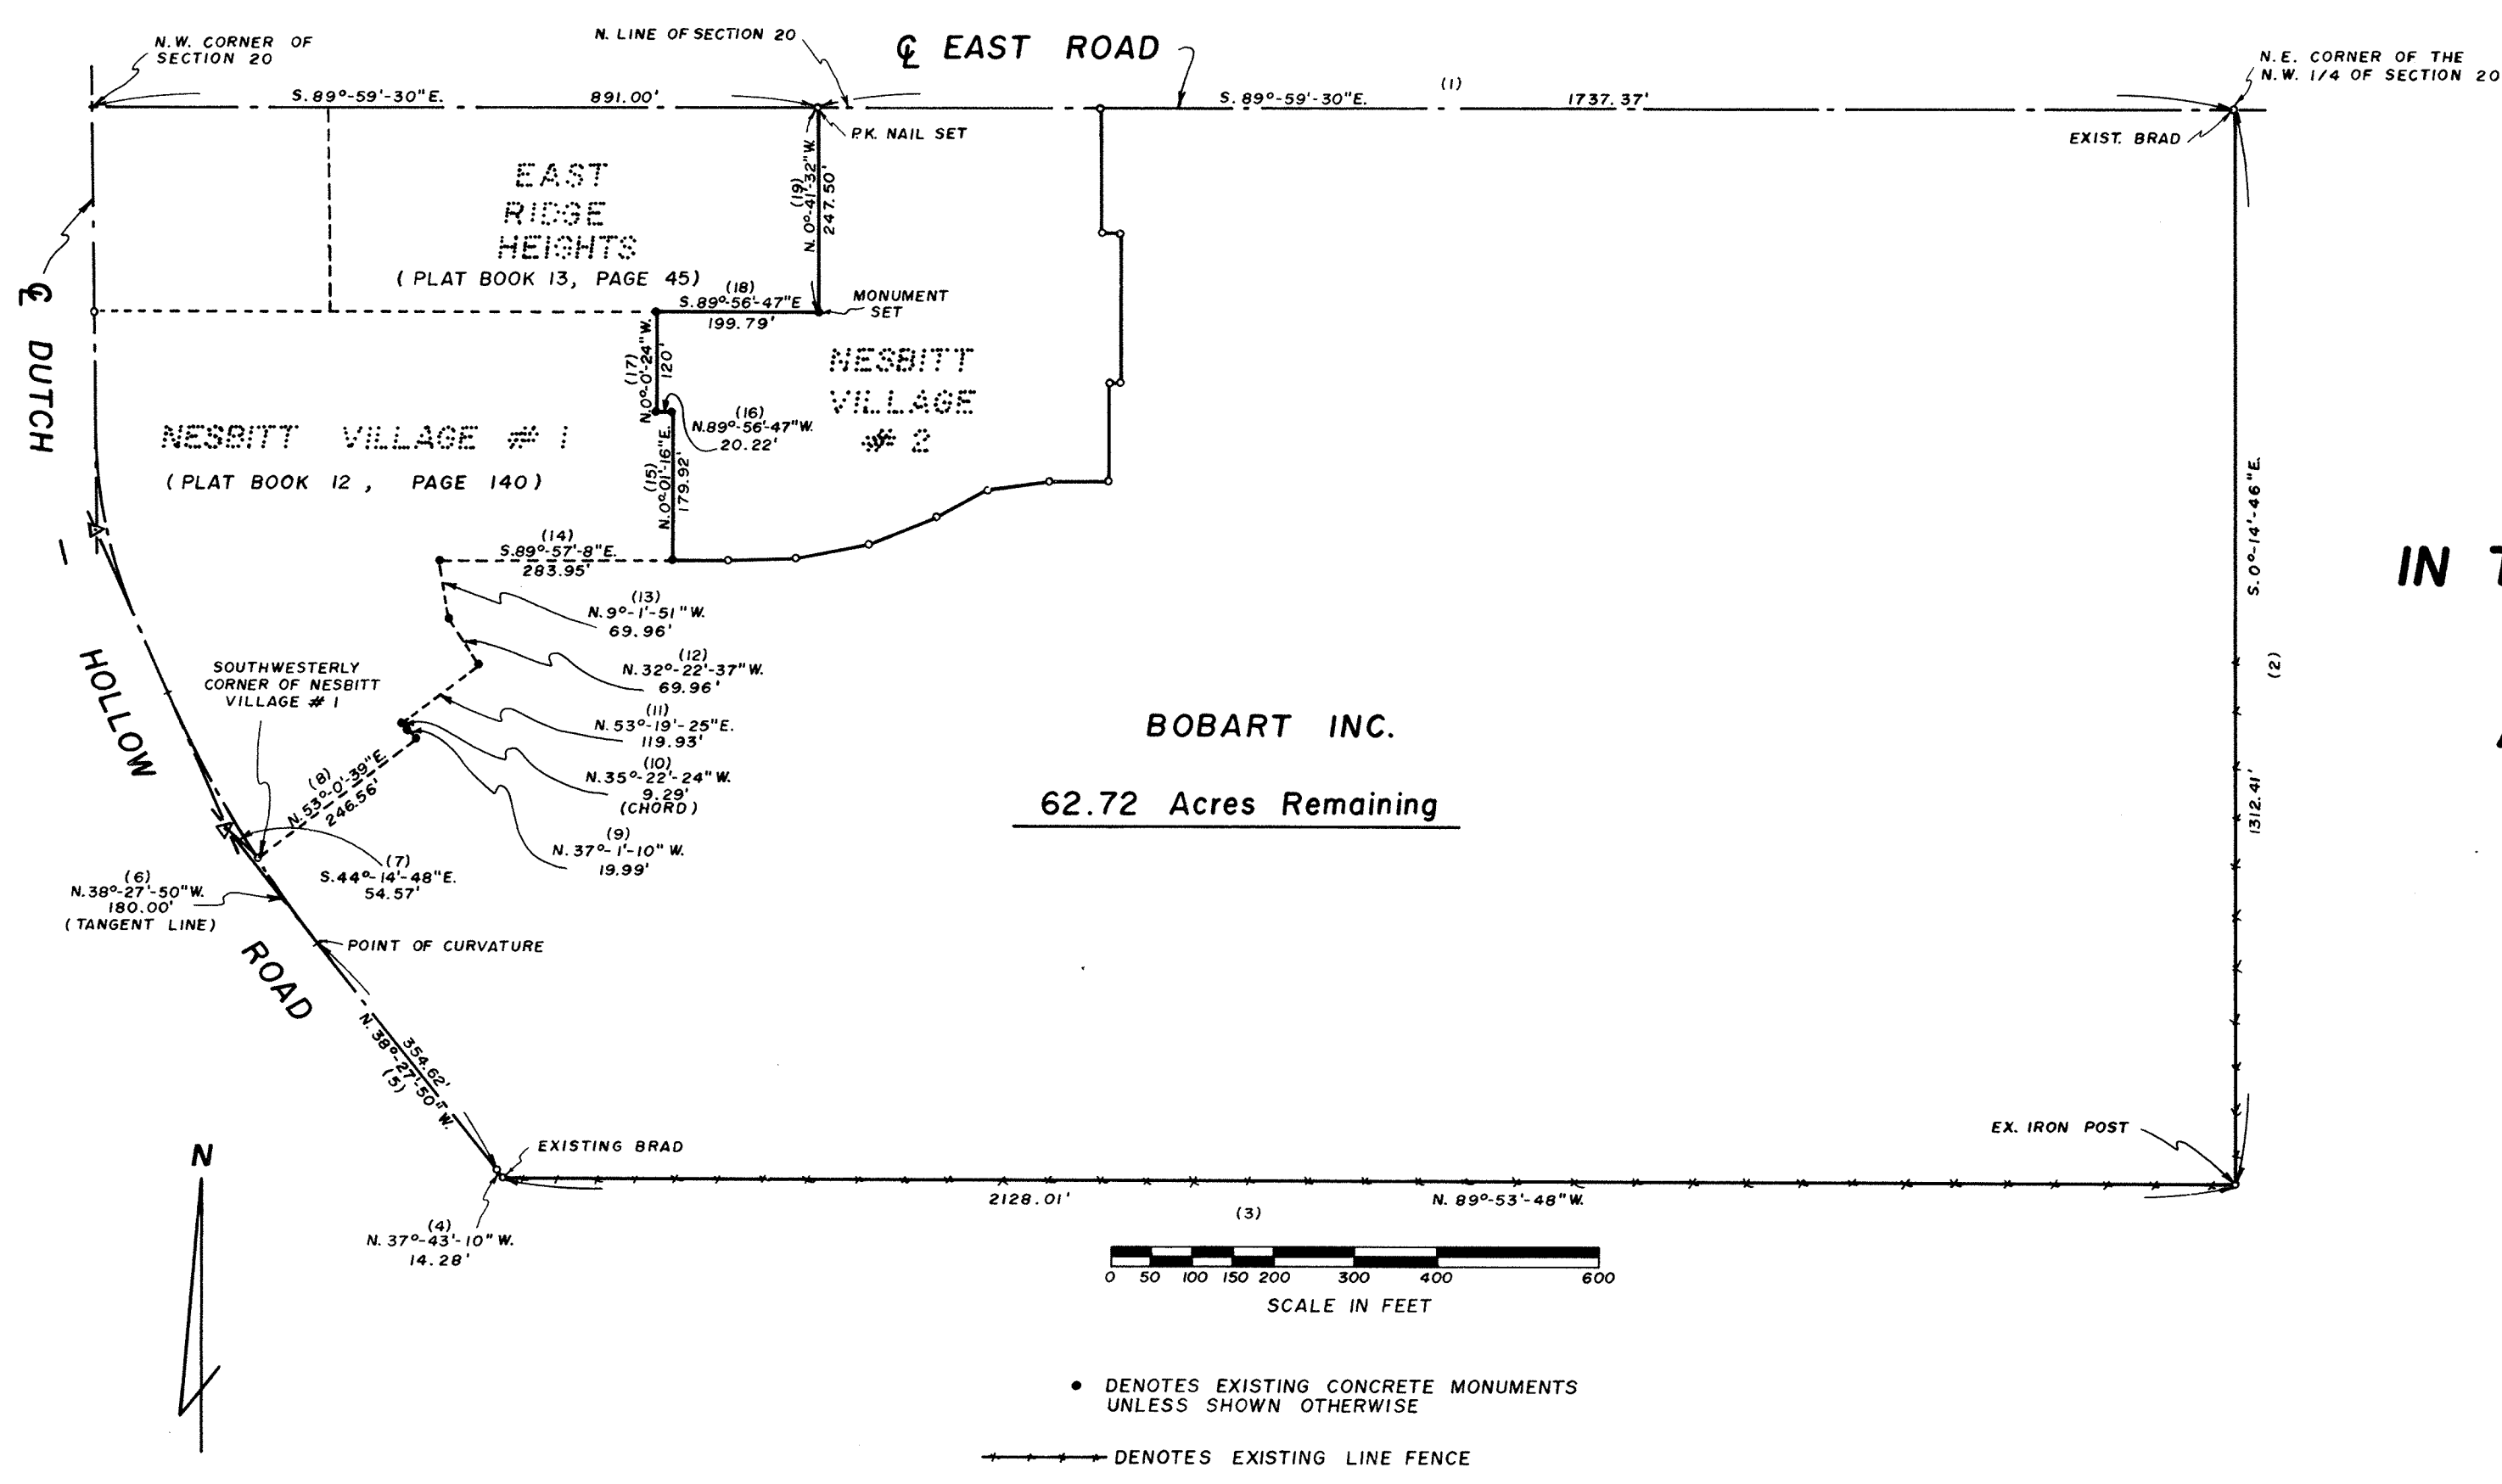 N.W. CORNER OF
SECTION 20
N. LINE OF SECTION 20
℄ EAST ROAD
N.E. CORNER OF THE
N.W. 1/4 OF SECTION 20
S.89°-59'-30"E.
891.00'
S.89°-59'-30"E.
(1)
1737.37'
P.K. NAIL SET
EXIST. BRAD
EAST
RIDGE
HEIGHTS
(PLAT BOOK 13, PAGE 45)
(19)
N.0°-41'-32"W.
247.50'
(18)
S.89°-56'-47"E
199.79'
MONUMENT
SET
℄ DUTCH
HOLLOW
ROAD
(17)
N.0°-0'-24"W.
120'
NESBITT
VILLAGE
# 2
(16)
N.89°-56'-47"W.
20.22'
NESBITT VILLAGE # 1
(PLAT BOOK 12, PAGE 140)
(15)
N.0°01'-16"E.
179.92'
(14)
S.89°-57'-8"E.
283.95'
S.0°-14'-46"E.
(2)
1312.41'
IN
(13)
N.9°-1'-51"W.
69.96'
(12)
N.32°-22'-37"W.
69.96'
(11)
N.53°-19'-25"E.
119.93'
(10)
N.35°-22'-24"W.
9.29'
(CHORD)
(9)
N.37°-1'-10"W.
19.99'
SOUTHWESTERLY
CORNER OF NESBITT
VILLAGE # 1
(8)
N.53°-0'-39"E.
246.56'
BOBART INC.
62.72 Acres Remaining
(7)
S.44°-14'-48"E.
54.57'
(6)
N.38°-27'-50"W.
180.00'
(TANGENT LINE)
POINT OF CURVATURE
354.62'
N.38°-27'-50"W.
(5)
EXISTING BRAD
EX. IRON POST
N
2128.01'
N. 89°-53'-48"W.
(3)
(4)
N.37°-43'-10"W.
14.28'
0 50 100 150 200 300 400 600
SCALE IN FEET
DENOTES EXISTING CONCRETE MONUMENTS
UNLESS SHOWN OTHERWISE
DENOTES EXISTING LINE FENCE